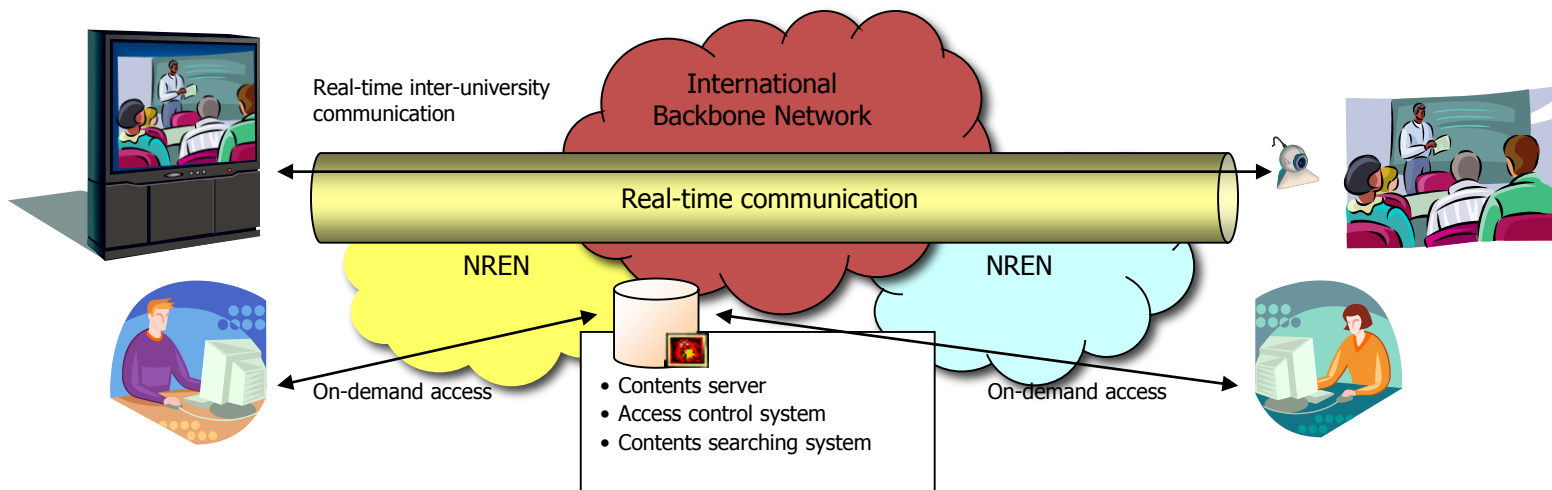 Real-time inter-university
communication
International
Backbone Network
Real-time communication
NREN
NREN
On-demand access
• Contents server
• Access control system
• Contents searching system
On-demand access